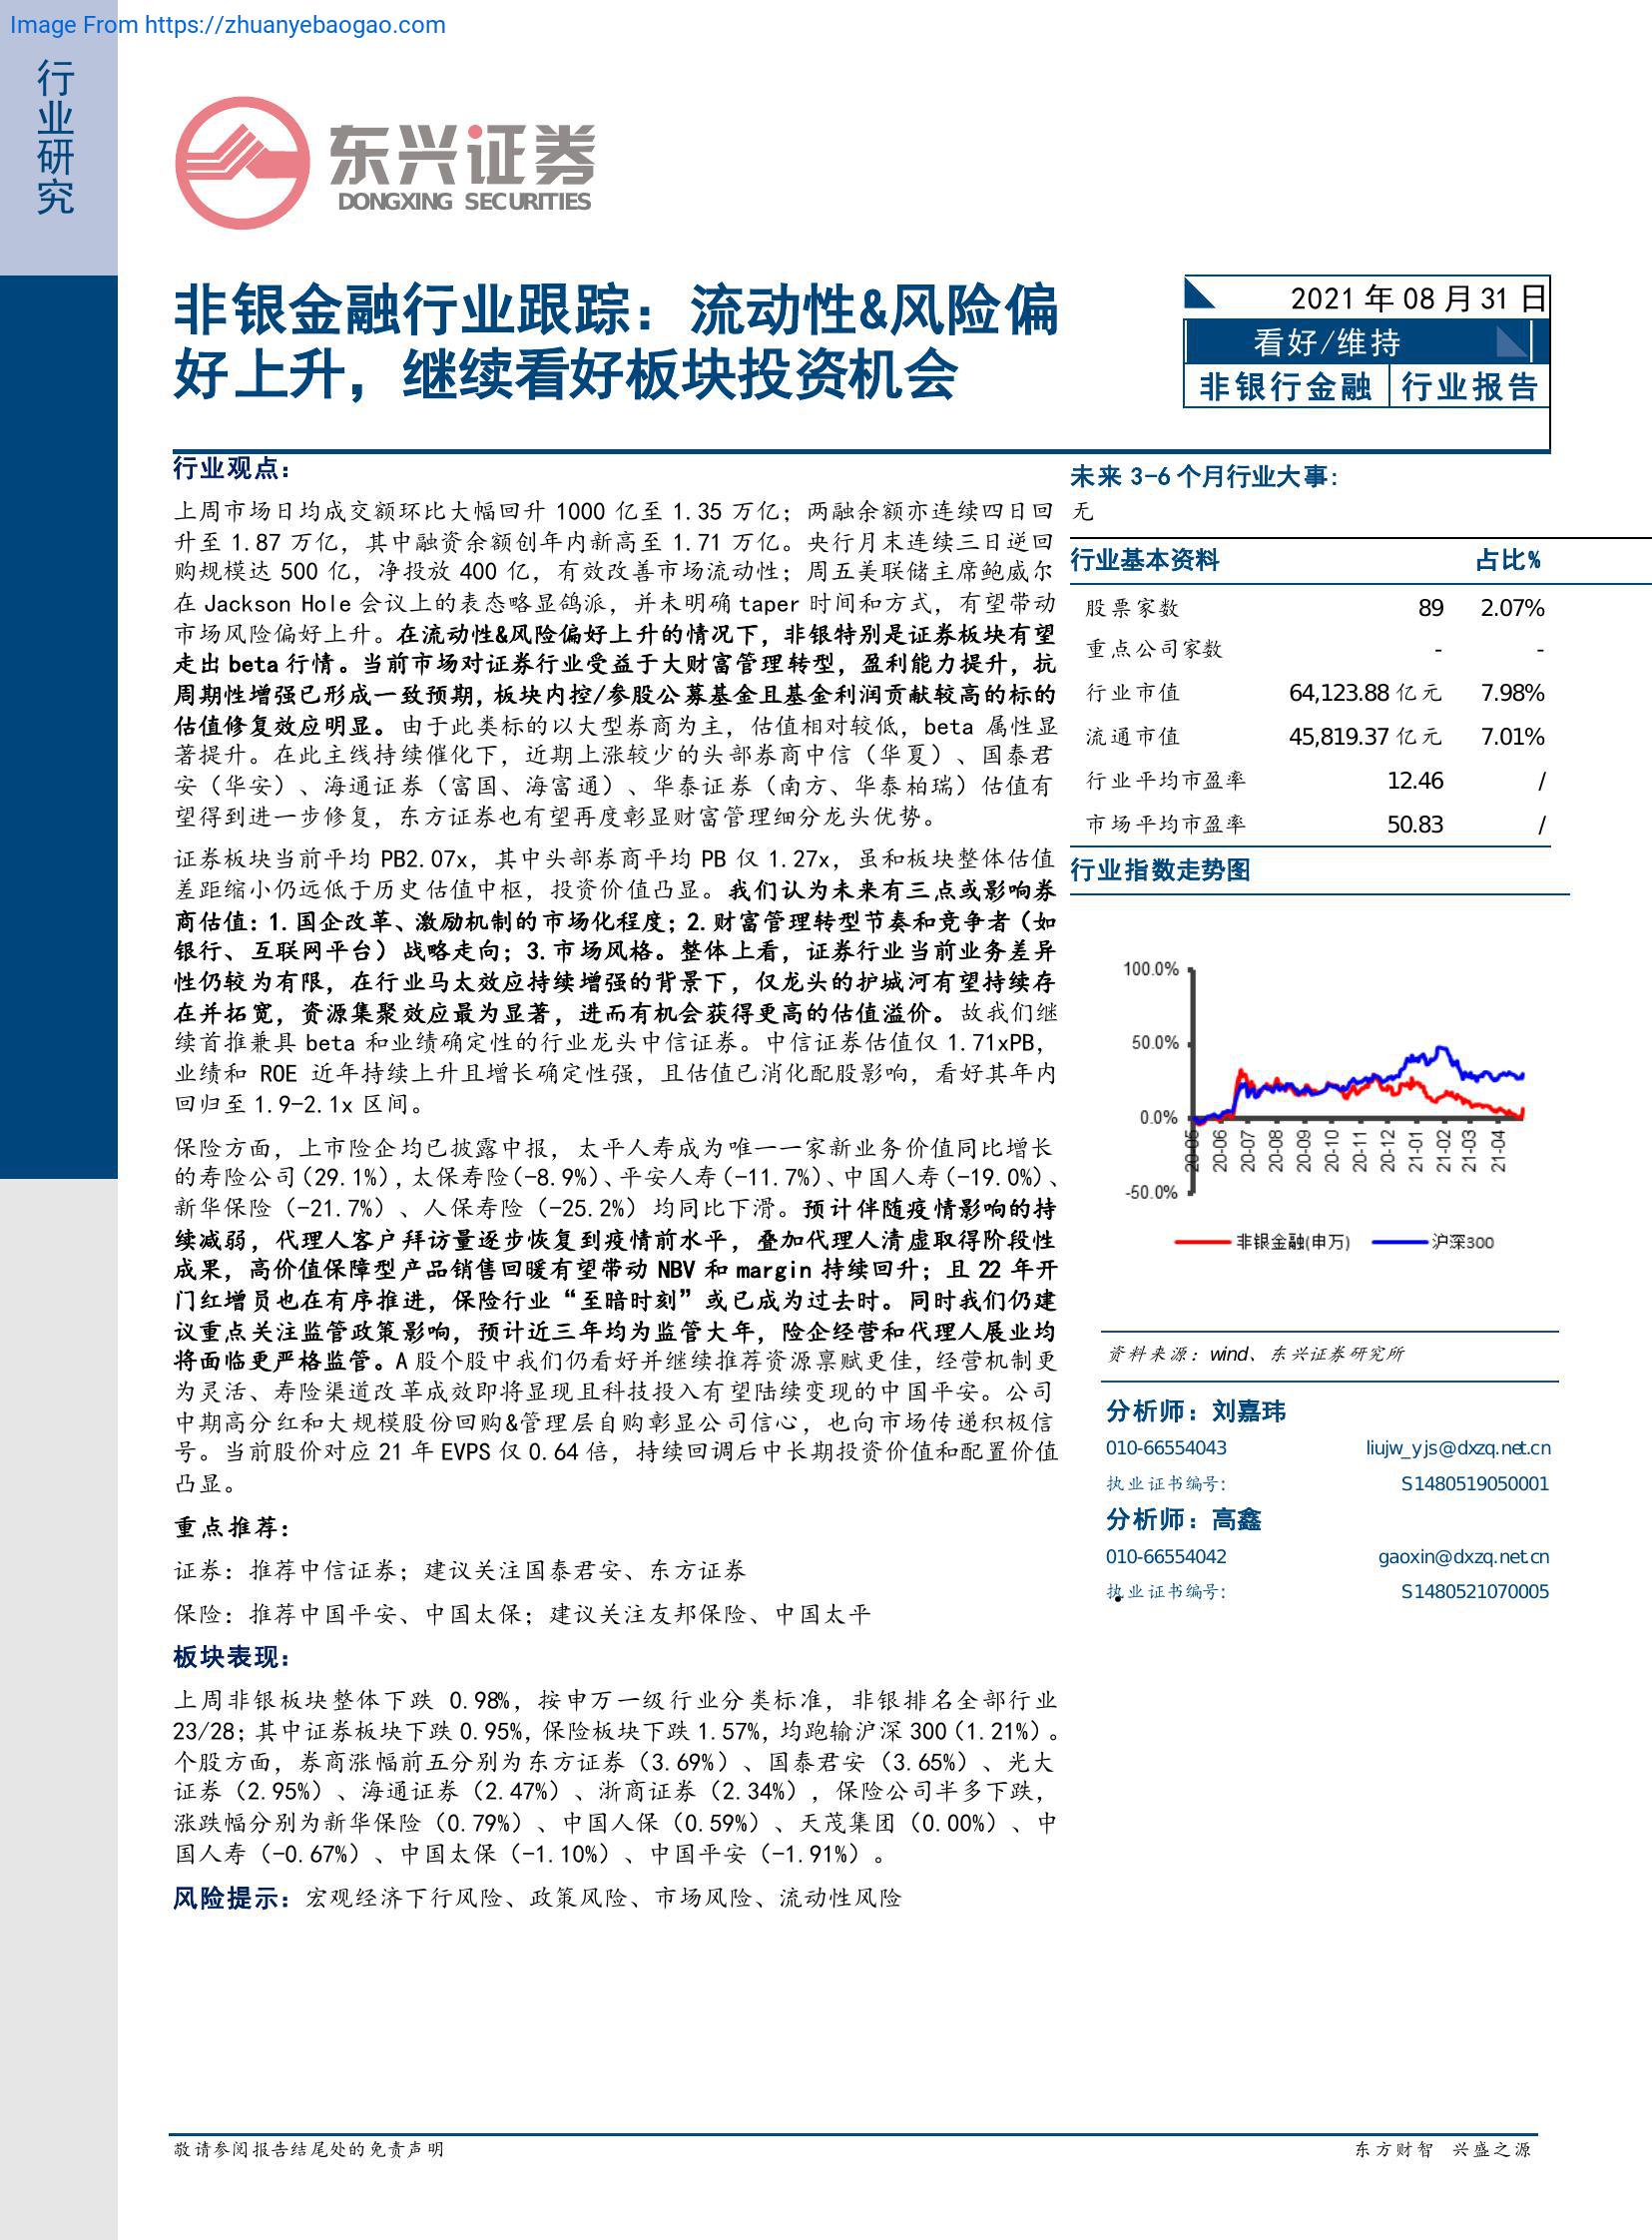 Image From https://zhuanyebaogao.com
行业研究
东兴证券
DONGXING SECURITIES
非银金融行业跟踪：流动性&风险偏
好上升，继续看好板块投资机会
2021 年 08 月 31 日
看好/维持
非银行金融 行业报告
行业观点：
上周市场日均成交额环比大幅回升 1000 亿至 1.35 万亿；两融余额亦连续四日回
升至 1.87 万亿，其中融资余额创年内新高至 1.71 万亿。央行月末连续三日逆回
购规模达 500 亿，净投放 400 亿，有效改善市场流动性；周五美联储主席鲍威尔
在 Jackson Hole 会议上的表态略显鸽派，并未明确 taper 时间和方式，有望带动
市场风险偏好上升。在流动性&风险偏好上升的情况下，非银特别是证券板块有望
走出 beta 行情。当前市场对证券行业受益于大财富管理转型，盈利能力提升，抗
周期性增强已形成一致预期，板块内控/参股公募基金且基金利润贡献较高的标的
估值修复效应明显。由于此类标的以大型券商为主，估值相对较低，beta 属性显
著提升。在此主线持续催化下，近期上涨较少的头部券商中信（华夏）、国泰君
安（华安）、海通证券（富国、海富通）、华泰证券（南方、华泰柏瑞）估值有
望得到进一步修复，东方证券也有望再度彰显财富管理细分龙头优势。
证券板块当前平均 PB2.07x，其中头部券商平均 PB 仅 1.27x，虽和板块整体估值
差距缩小仍远低于历史估值中枢，投资价值凸显。我们认为未来有三点或影响券
商估值：1.国企改革、激励机制的市场化程度；2.财富管理转型节奏和竞争者（如
银行、互联网平台）战略走向；3.市场风格。整体上看，证券行业当前业务差异
性仍较为有限，在行业马太效应持续增强的背景下，仅龙头的护城河有望持续存
在并拓宽，资源集聚效应最为显著，进而有机会获得更高的估值溢价。故我们继
续首推兼具 beta 和业绩确定性的行业龙头中信证券。中信证券估值仅 1.71xPB，
业绩和 ROE 近年持续上升且增长确定性强，且估值已消化配股影响，看好其年内
回归至 1.9-2.1x 区间。
保险方面，上市险企均已披露中报，太平人寿成为唯一一家新业务价值同比增长
的寿险公司（29.1%），太保寿险（-8.9%）、平安人寿（-11.7%）、中国人寿（-19.0%）、
新华保险（-21.7%）、人保寿险（-25.2%）均同比下滑。预计伴随疫情影响的持
续减弱，代理人客户拜访量逐步恢复到疫情前水平，叠加代理人清虚取得阶段性
成果，高价值保障型产品销售回暖有望带动 NBV 和 margin 持续回升；且 22 年开
门红增员也在有序推进，保险行业“至暗时刻”或已成为过去时。同时我们仍建
议重点关注监管政策影响，预计近三年均为监管大年，险企经营和代理人展业均
将面临更严格监管。A 股个股中我们仍看好并继续推荐资源禀赋更佳，经营机制更
为灵活、寿险渠道改革成效即将显现且科技投入有望陆续变现的中国平安。公司
中期高分红和大规模股份回购&管理层自购彰显公司信心，也向市场传递积极信
号。当前股价对应 21 年 EVPS 仅 0.64 倍，持续回调后中长期投资价值和配置价值
凸显。
重点推荐：
证券：推荐中信证券；建议关注国泰君安、东方证券
保险：推荐中国平安、中国太保；建议关注友邦保险、中国太平
板块表现：
上周非银板块整体下跌 0.98%，按申万一级行业分类标准，非银排名全部行业
23/28；其中证券板块下跌 0.95%，保险板块下跌 1.57%，均跑输沪深 300（1.21%）。
个股方面，券商涨幅前五分别为东方证券（3.69%）、国泰君安（3.65%）、光大
证券（2.95%）、海通证券（2.47%）、浙商证券（2.34%），保险公司半多下跌，
涨跌幅分别为新华保险（0.79%）、中国人保（0.59%）、天茂集团（0.00%）、中
国人寿（-0.67%）、中国太保（-1.10%）、中国平安（-1.91%）。
风险提示：宏观经济下行风险、政策风险、市场风险、流动性风险
未来 3-6 个月行业大事:
无
行业基本资料 占比%
股票家数 89 2.07%
重点公司家数 - -
行业市值 64,123.88 亿元 7.98%
流通市值 45,819.37 亿元 7.01%
行业平均市盈率 12.46 /
市场平均市盈率 50.83 /
行业指数走势图
100.0%
50.0%
0.0%
-50.0%
20-05 20-06 20-07 20-08 20-09 20-10 20-11 20-12 21-01 21-02 21-03 21-04
非银金融(申万) 沪深300
资料来源：wind、东兴证券研究所
分析师：刘嘉玮
010-66554043 liujw_yjs@dxzq.net.cn
执业证书编号: S1480519050001
分析师：高鑫
010-66554042 gaoxin@dxzq.net.cn
执业证书编号: S1480521070005
敬请参阅报告结尾处的免责声明 东方财智 兴盛之源